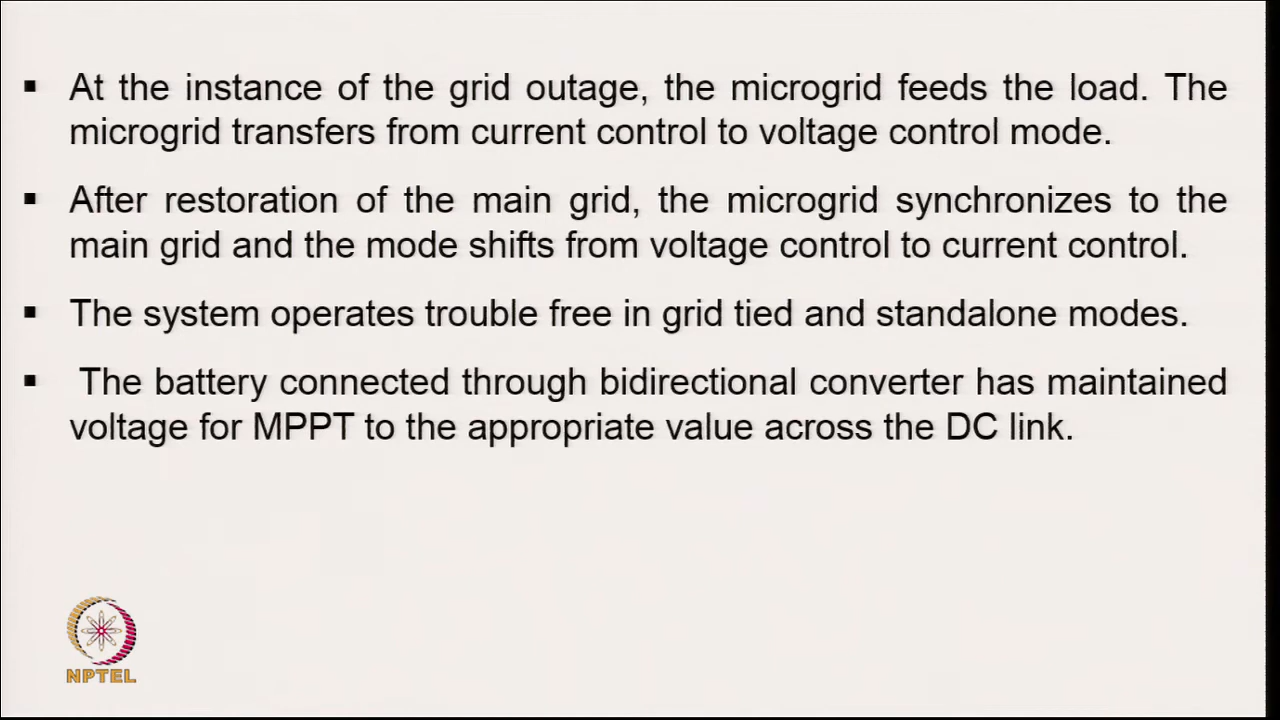 ▪ At the instance of the grid outage, the microgrid feeds the load. The
microgrid transfers from current control to voltage control mode.
▪ After restoration of the main grid, the microgrid synchronizes to the
main grid and the mode shifts from voltage control to current control.
▪ The system operates trouble free in grid tied and standalone modes.
▪ The battery connected through bidirectional converter has maintained
voltage for MPPT to the appropriate value across the DC link.
NPTEL